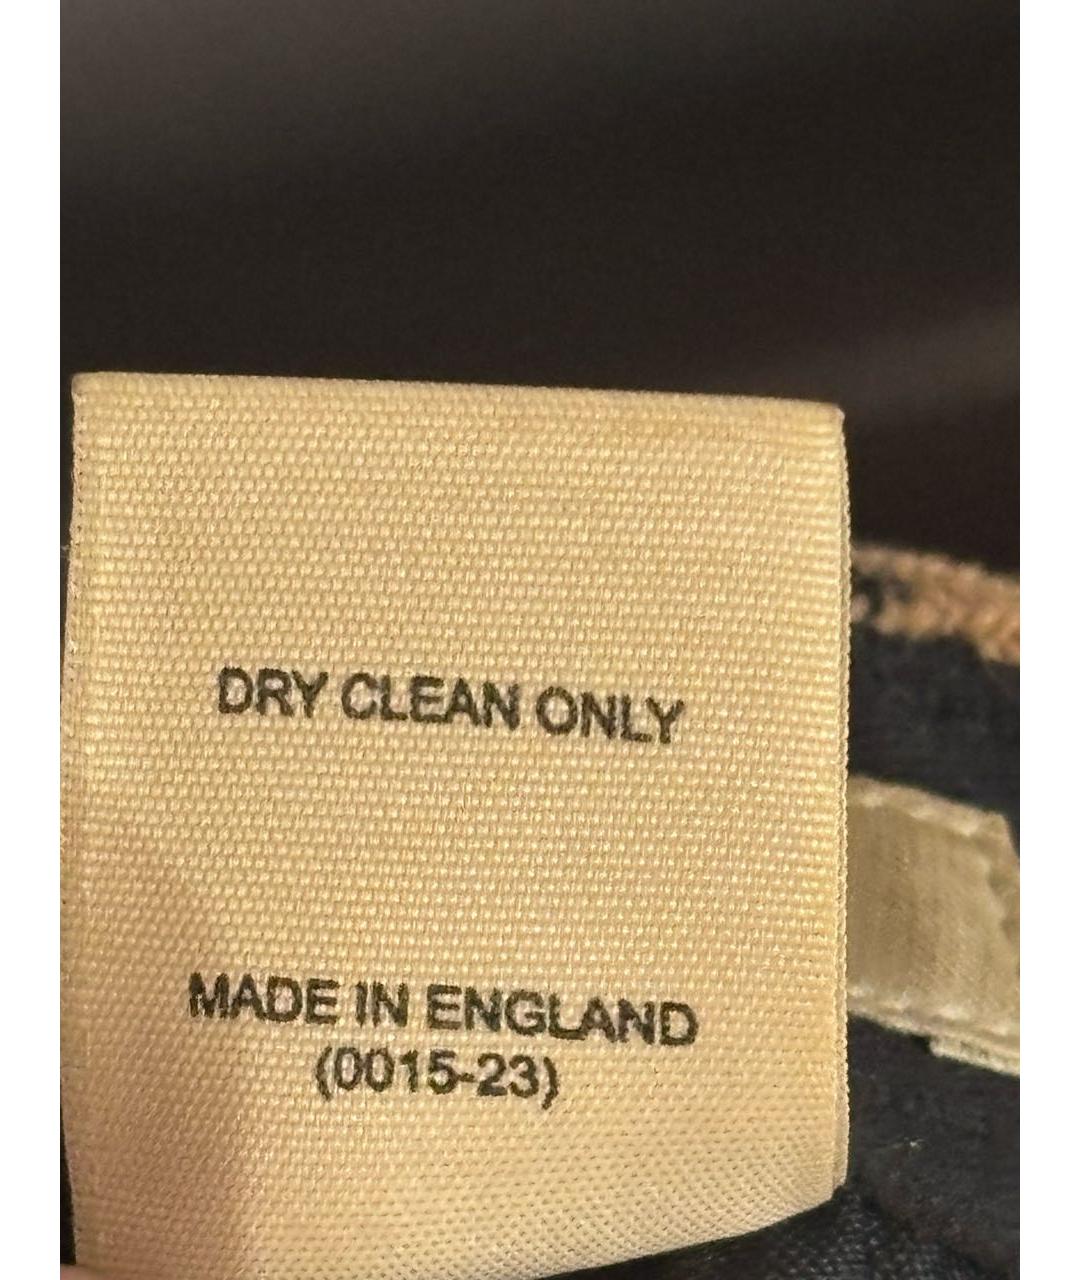 DRY CLEAN ONLY
MADE IN ENGLAND
(0015-23)